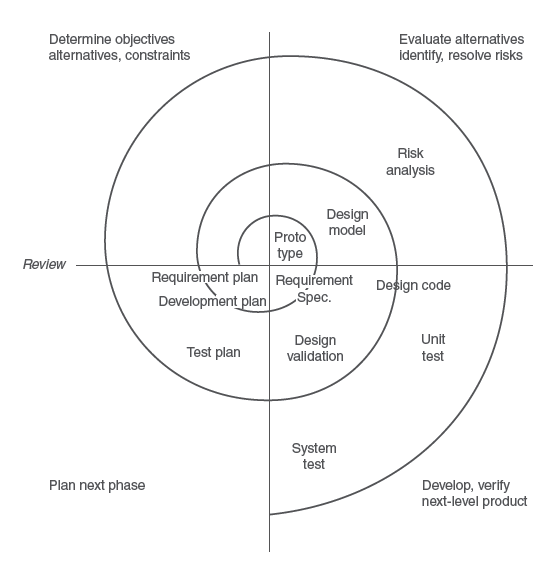 Determine objectives
alternatives, constraints
Evaluate alternatives
identify, resolve risks
Risk
analysis
Design
model
Proto
type
Review
Requirement plan
Requirement
Spec.
Design code
Development plan
Test plan
Design
validation
Unit
test
System
test
Plan next phase
Develop, verify
next-level product